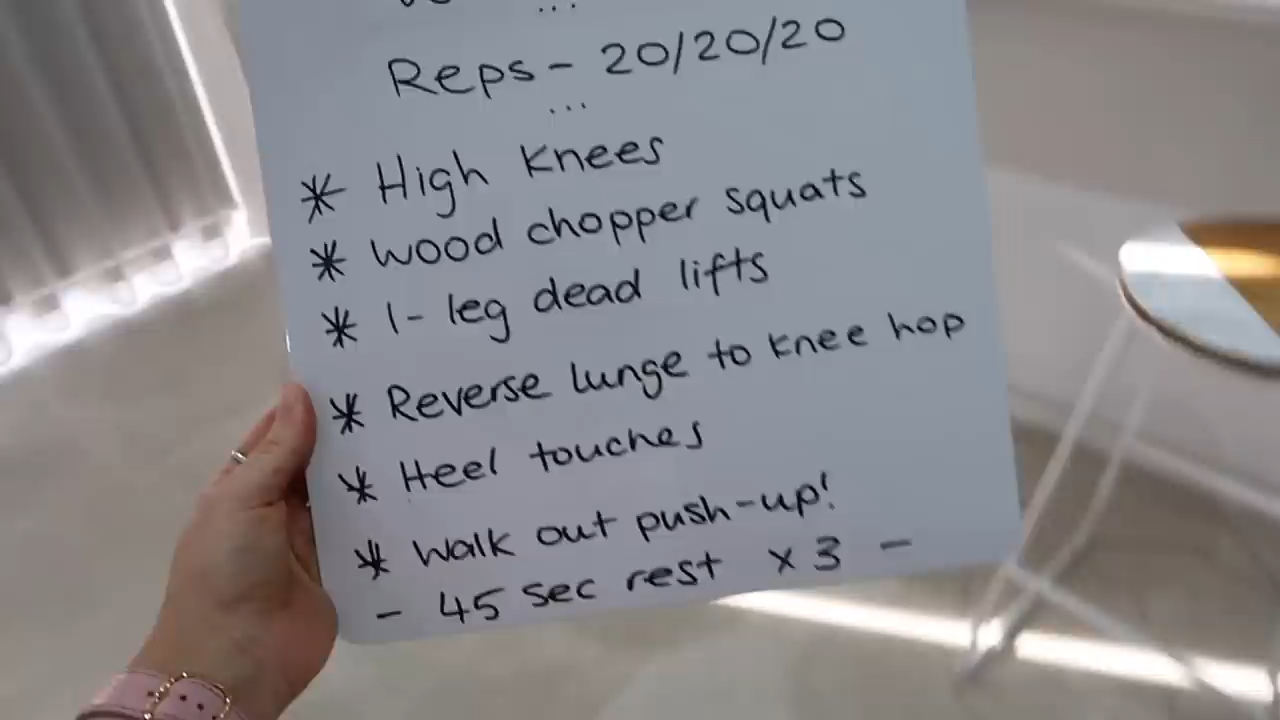 ...
Reps - 20/20/20
...
* High Knees
* Wood chopper squats
* 1-leg dead lifts
* Reverse lunge to knee hop
* Heel touches
* Walk out push-up!
- 45 sec rest x3 -